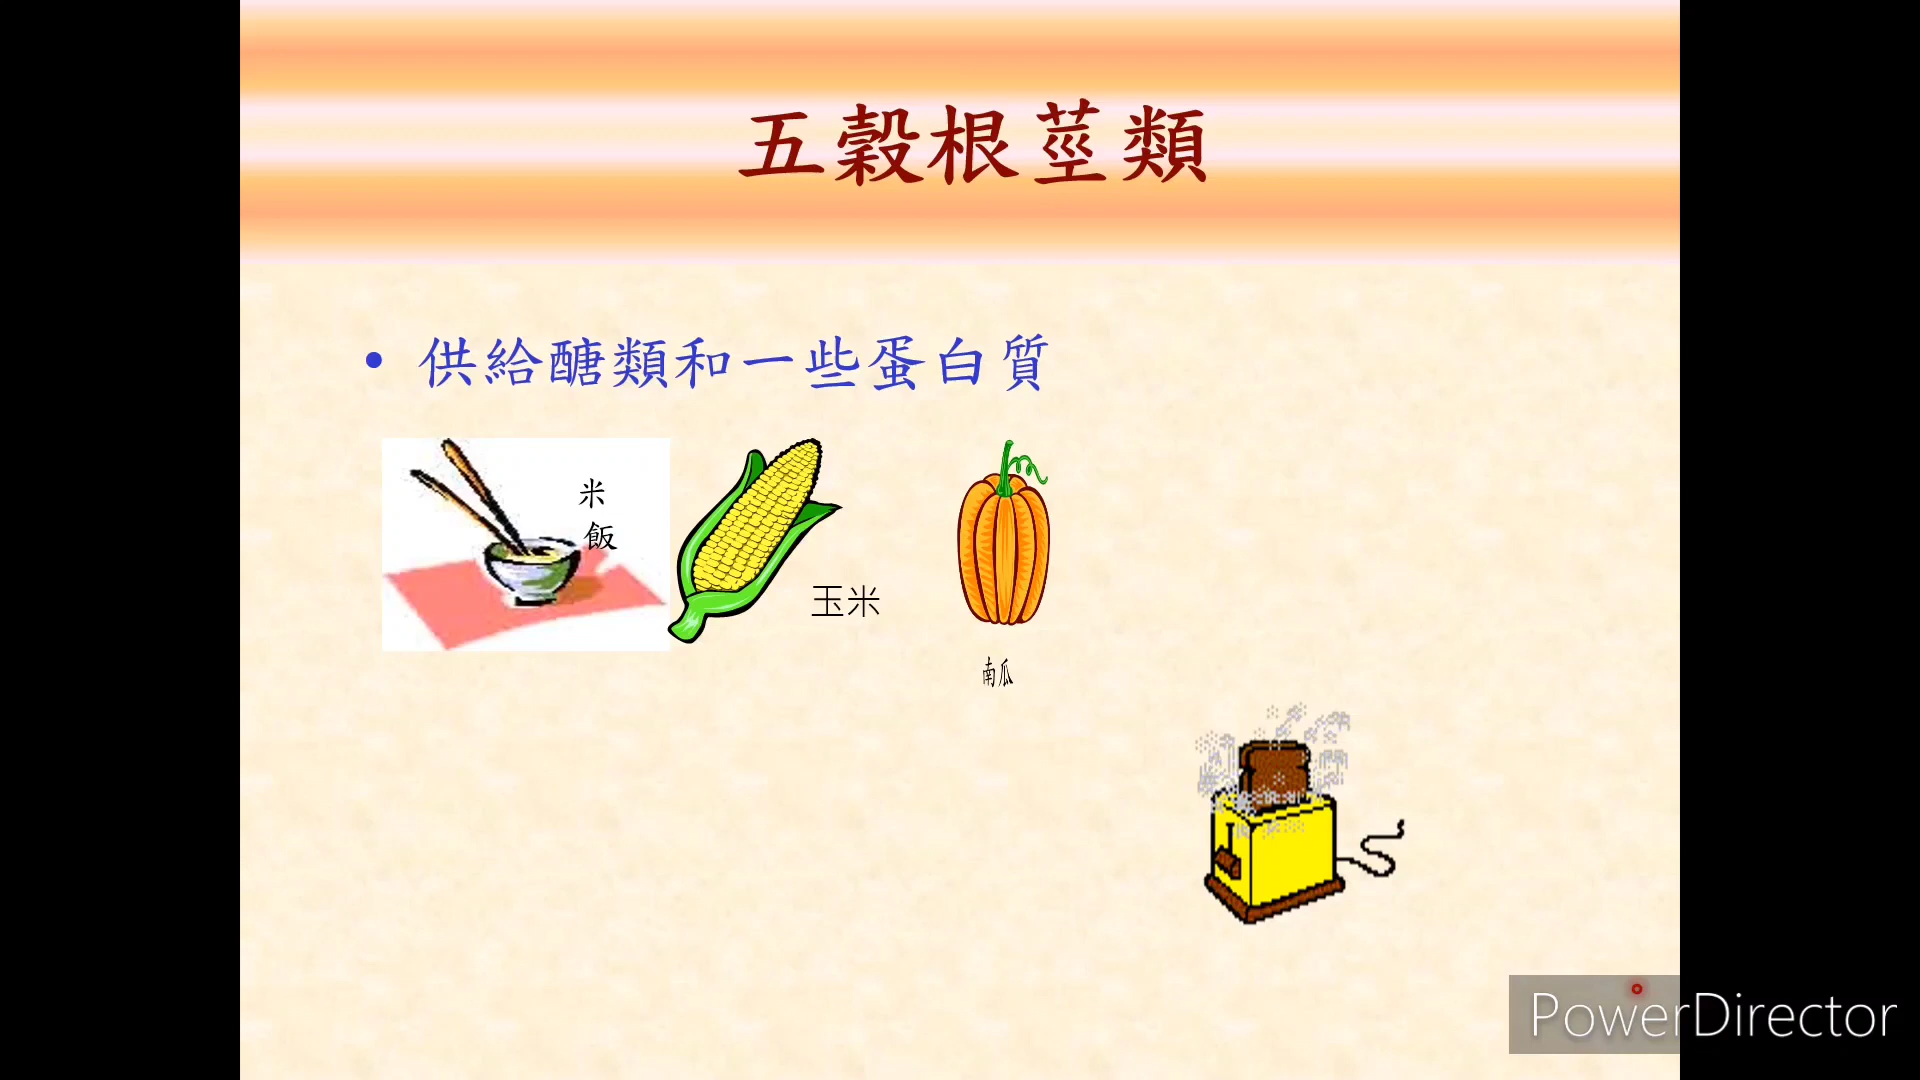 五穀根莖類
• 供給醣類和一些蛋白質
米
飯
玉米
南瓜
PowerDirector